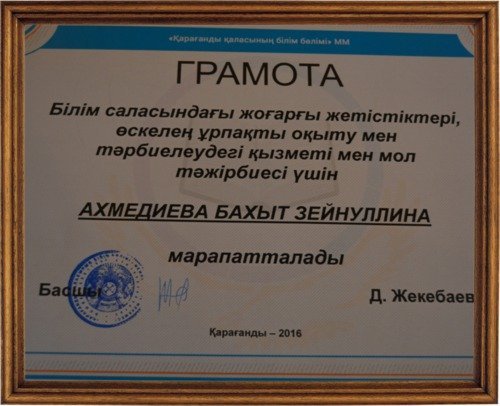 «Қарағанды қаласының білім бөлімі» ММ
ГРАМОТА
Білім саласындағы жоғарғы жетістіктері,
өскелең ұрпақты оқыту мен
тәрбиелеудегі қызметі мен мол
тәжірбиесі үшін
АХМЕДИЕВА БАХЫТ ЗЕЙНУЛЛИНА
марапатталады
Басшы Д. Жекебаев
Қарағанды – 2016